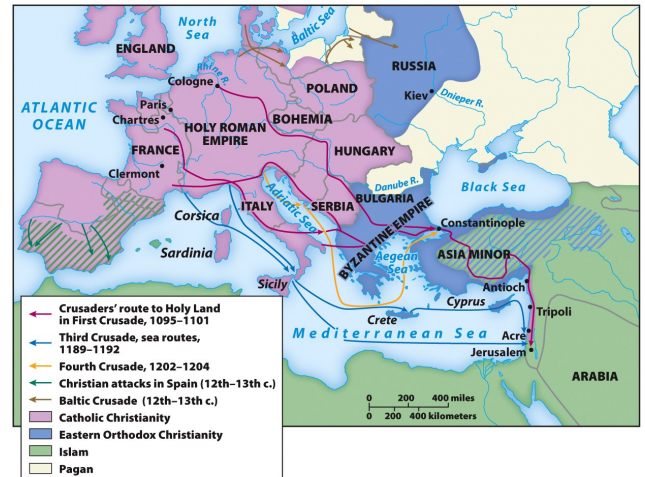 North
Sea
Baltic Sea
ENGLAND
RUSSIA
Rhine R.
Cologne
POLAND
Kiev
Dnieper R.
ATLANTIC
OCEAN
Paris
Chartres
BOHEMIA
HOLY ROMAN
EMPIRE
FRANCE
HUNGARY
Clermont
Danube R.
Black Sea
Adriatic Sea
BULGARIA
ITALY
SERBIA
Corsica
BYZANTINE EMPIRE
Constantinople
Sardinia
Aegean
Sea
ASIA MINOR
Sicily
Antioch
Cyprus
Tripoli
Crete
Mediterranean Sea
Acre
Jerusalem
ARABIA
0 200 400 miles
0 200 400 kilometers
Crusaders' route to Holy Land
in First Crusade, 1095–1101
Third Crusade, sea routes,
1189–1192
Fourth Crusade, 1202–1204
Christian attacks in Spain (12th–13th c.)
Baltic Crusade (12th–13th c.)
Catholic Christianity
Eastern Orthodox Christianity
Islam
Pagan